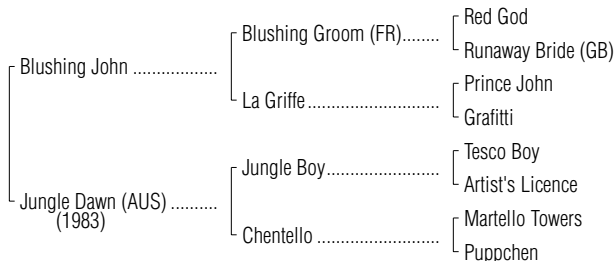 Red God
Blushing Groom (FR)........
Runaway Bride (GB)
Blushing John ..................
Prince John
La Griffe............................
Grafitti
Tesco Boy
Jungle Boy........................
Artist's Licence
Jungle Dawn (AUS) ..........
(1983)
Martello Towers
Chentello ..........................
Puppchen